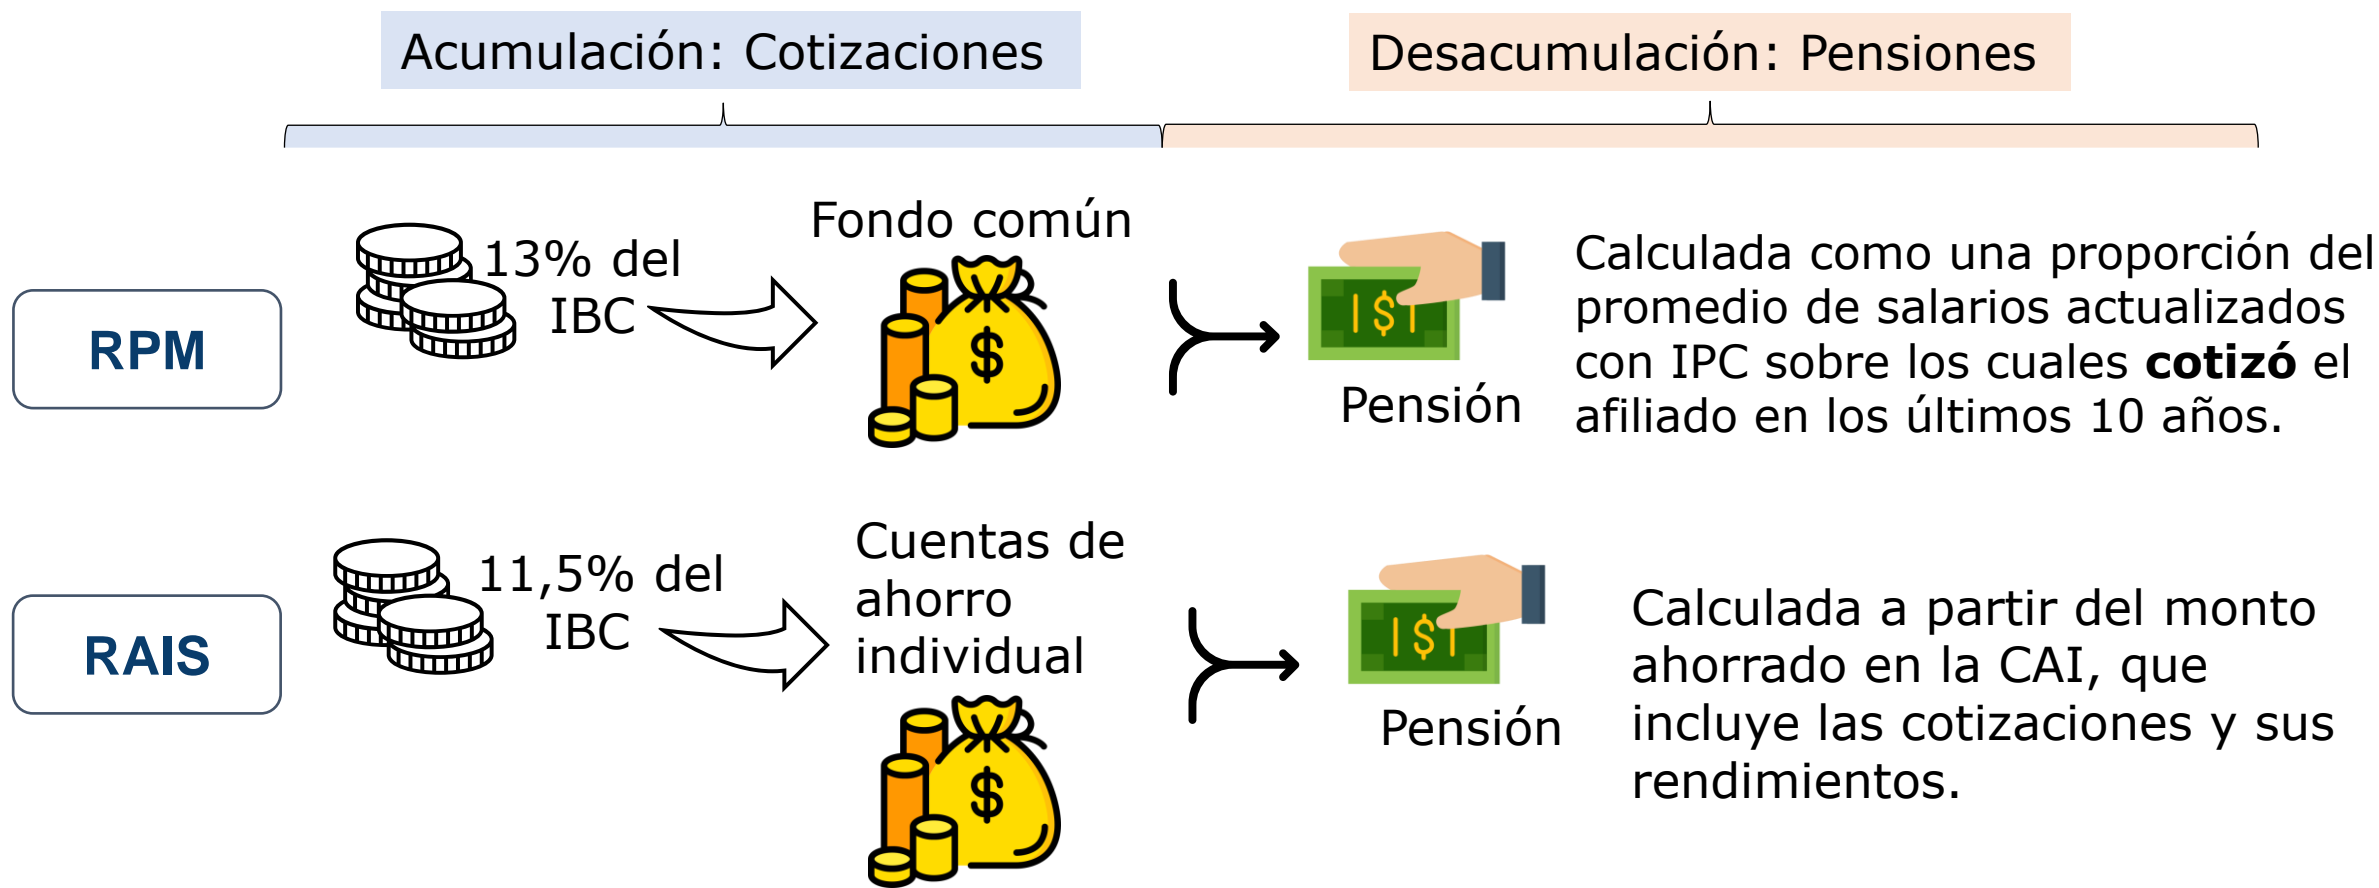 Acumulación: Cotizaciones
Desacumulación: Pensiones
RPM
13% del
IBC
Fondo común
$
$
Pensión
Calculada como una proporción del
promedio de salarios actualizados
con IPC sobre los cuales cotizó el
afiliado en los últimos 10 años.
RAIS
11,5% del
IBC
Cuentas de
ahorro
individual
$
$
Pensión
Calculada a partir del monto
ahorrado en la CAI, que
incluye las cotizaciones y sus
rendimientos.